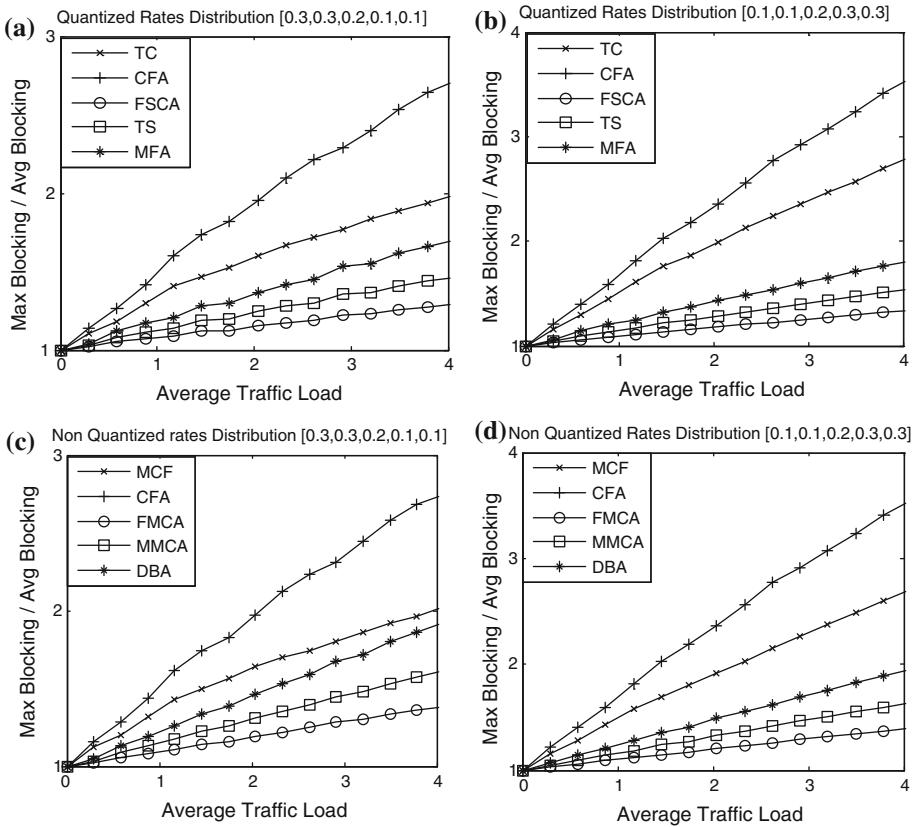 (a)
Quantized Rates Distribution [0.3,0.3,0.2,0.1,0.1]
3
2
1
Max Blocking / Avg Blocking
TC
CFA
FSCA
TS
MFA
0 1 2 3 4
Average Traffic Load
(b)
Quantized Rates Distribution [0.1,0.1,0.2,0.3,0.3]
4
3
2
1
Max Blocking / Avg Blocking
TC
CFA
FSCA
TS
MFA
0 1 2 3 4
Average Traffic Load
(c)
Non Quantized rates Distribution [0.3,0.3,0.2,0.1,0.1]
3
2
1
Max Blocking / Avg Blocking
MCF
CFA
FMCA
MMCA
DBA
0 1 2 3 4
Average Traffic Load
(d)
Non Quantized Rates Distribution [0.1,0.1,0.2,0.3,0.3]
4
3
2
1
Max Blocking / Avg Blocking
MCF
CFA
FMCA
MMCA
DBA
0 1 2 3 4
Average Traffic Load